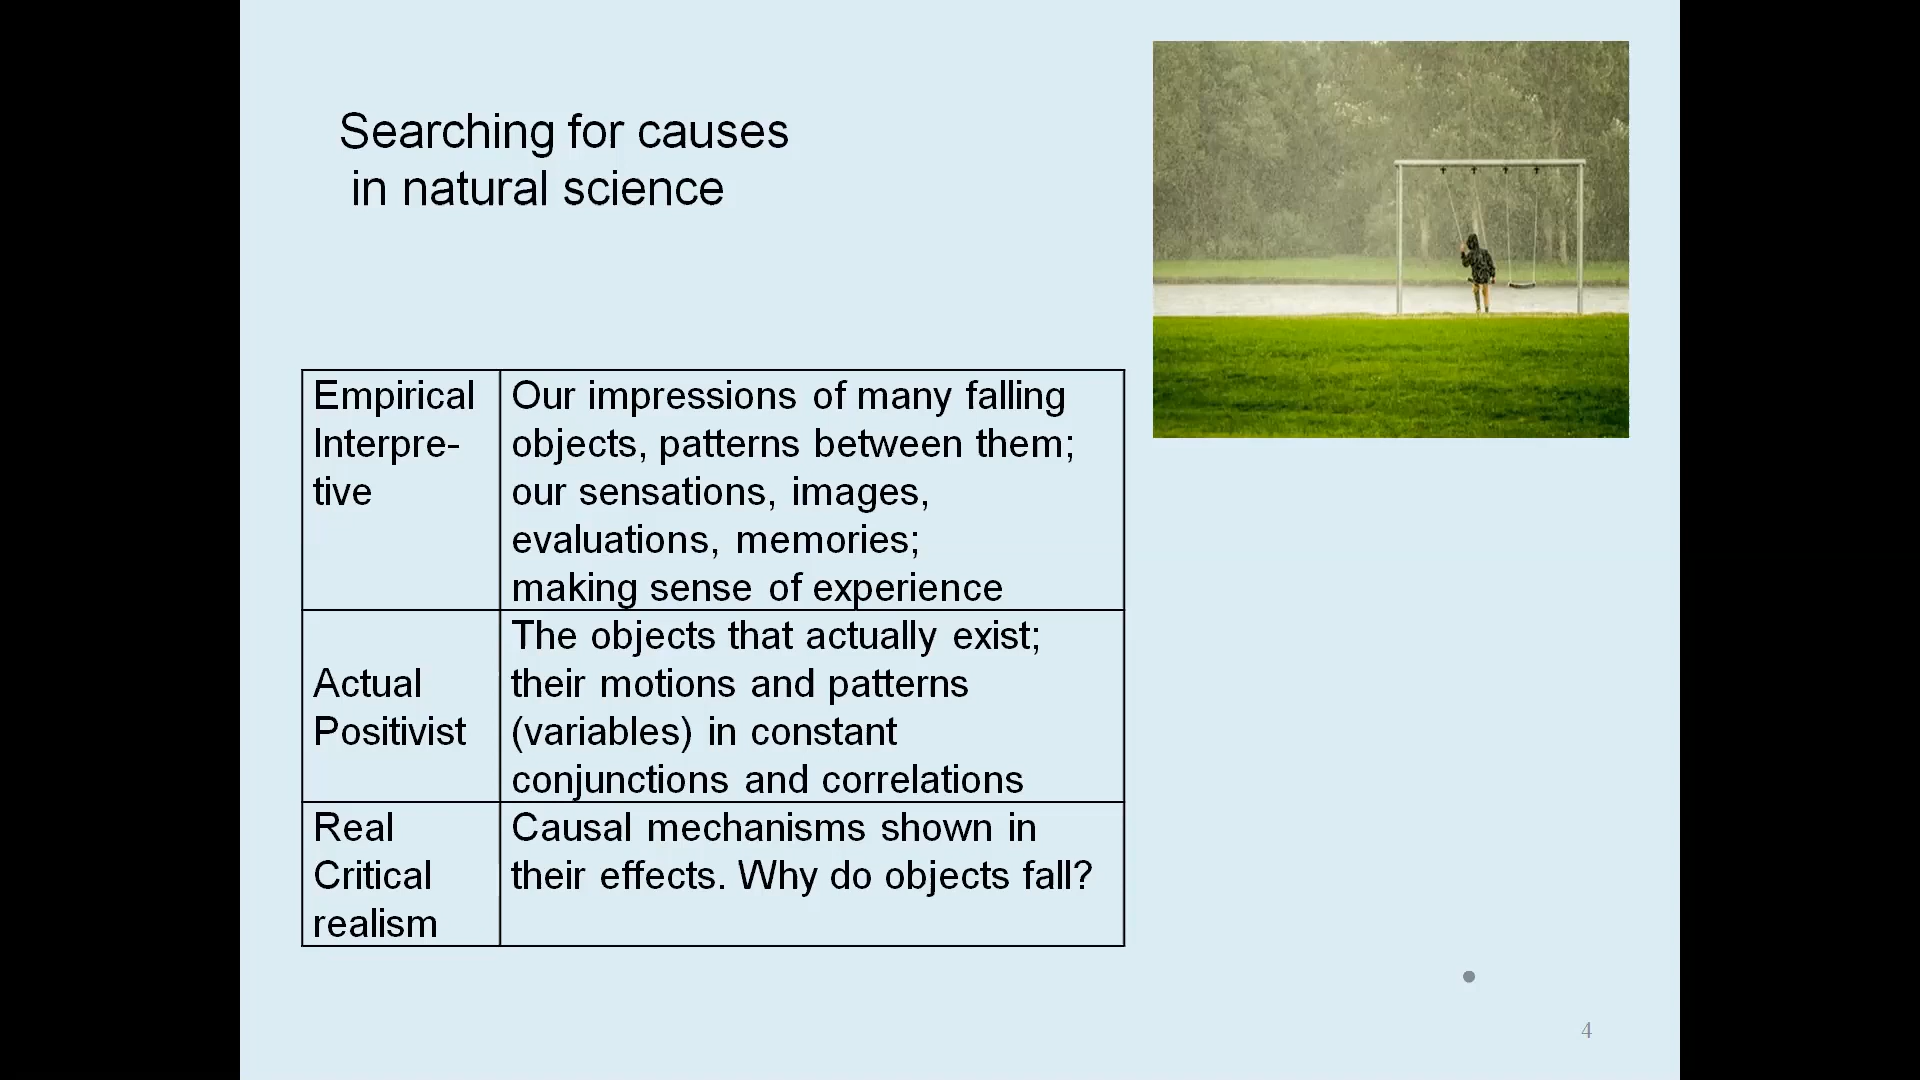 Searching for causes
in natural science
Empirical
Interpre-
tive
Our impressions of many falling
objects, patterns between them;
our sensations, images,
evaluations, memories;
making sense of experience
Actual
Positivist
The objects that actually exist;
their motions and patterns
(variables) in constant
conjunctions and correlations
Real
Critical
realism
Causal mechanisms shown in
their effects. Why do objects fall?
4